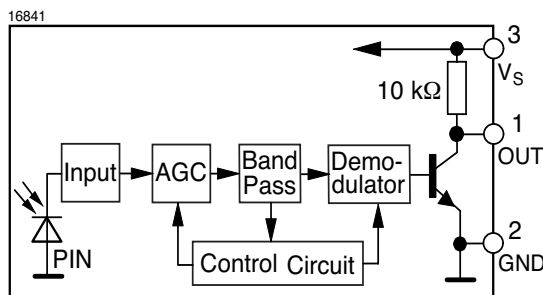 16841
3
VS
10 kΩ
1
OUT
Input
AGC
Band
Pass
Demo-
dulator
2
GND
PIN
Control Circuit